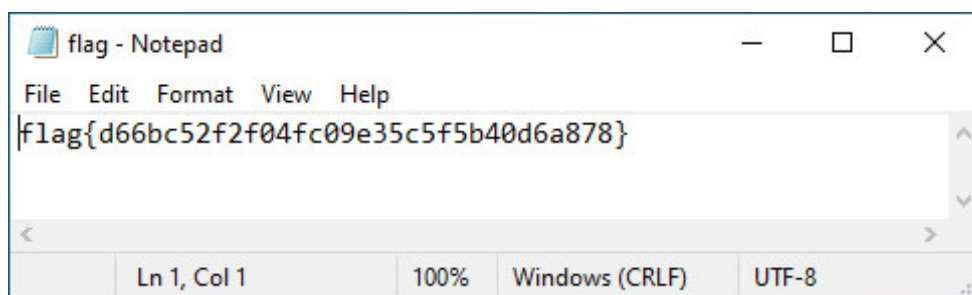 flag - Notepad
File Edit Format View Help
flag{d66bc52f2f04fc09e35c5f5b40d6a878}
Ln 1, Col 1 100% Windows (CRLF) UTF-8